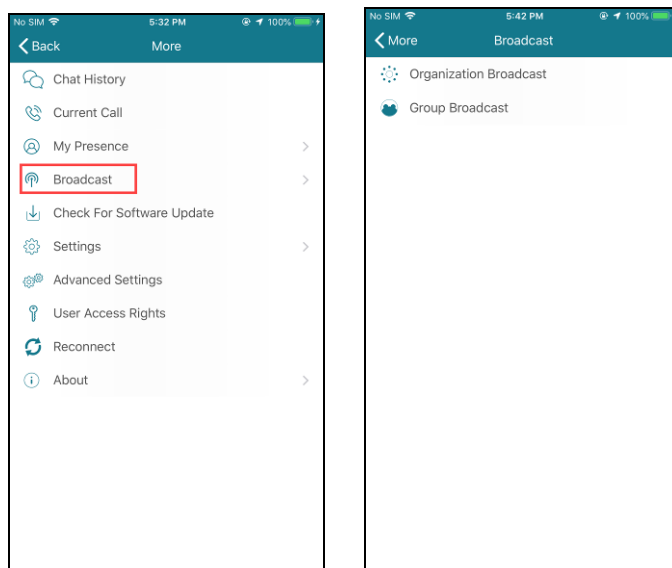 No SIM 5:32 PM 100%
Back More
Chat History
Current Call
My Presence
Broadcast
Check For Software Update
Settings
Advanced Settings
User Access Rights
Reconnect
About
No SIM 5:42 PM 100%
More Broadcast
Organization Broadcast
Group Broadcast